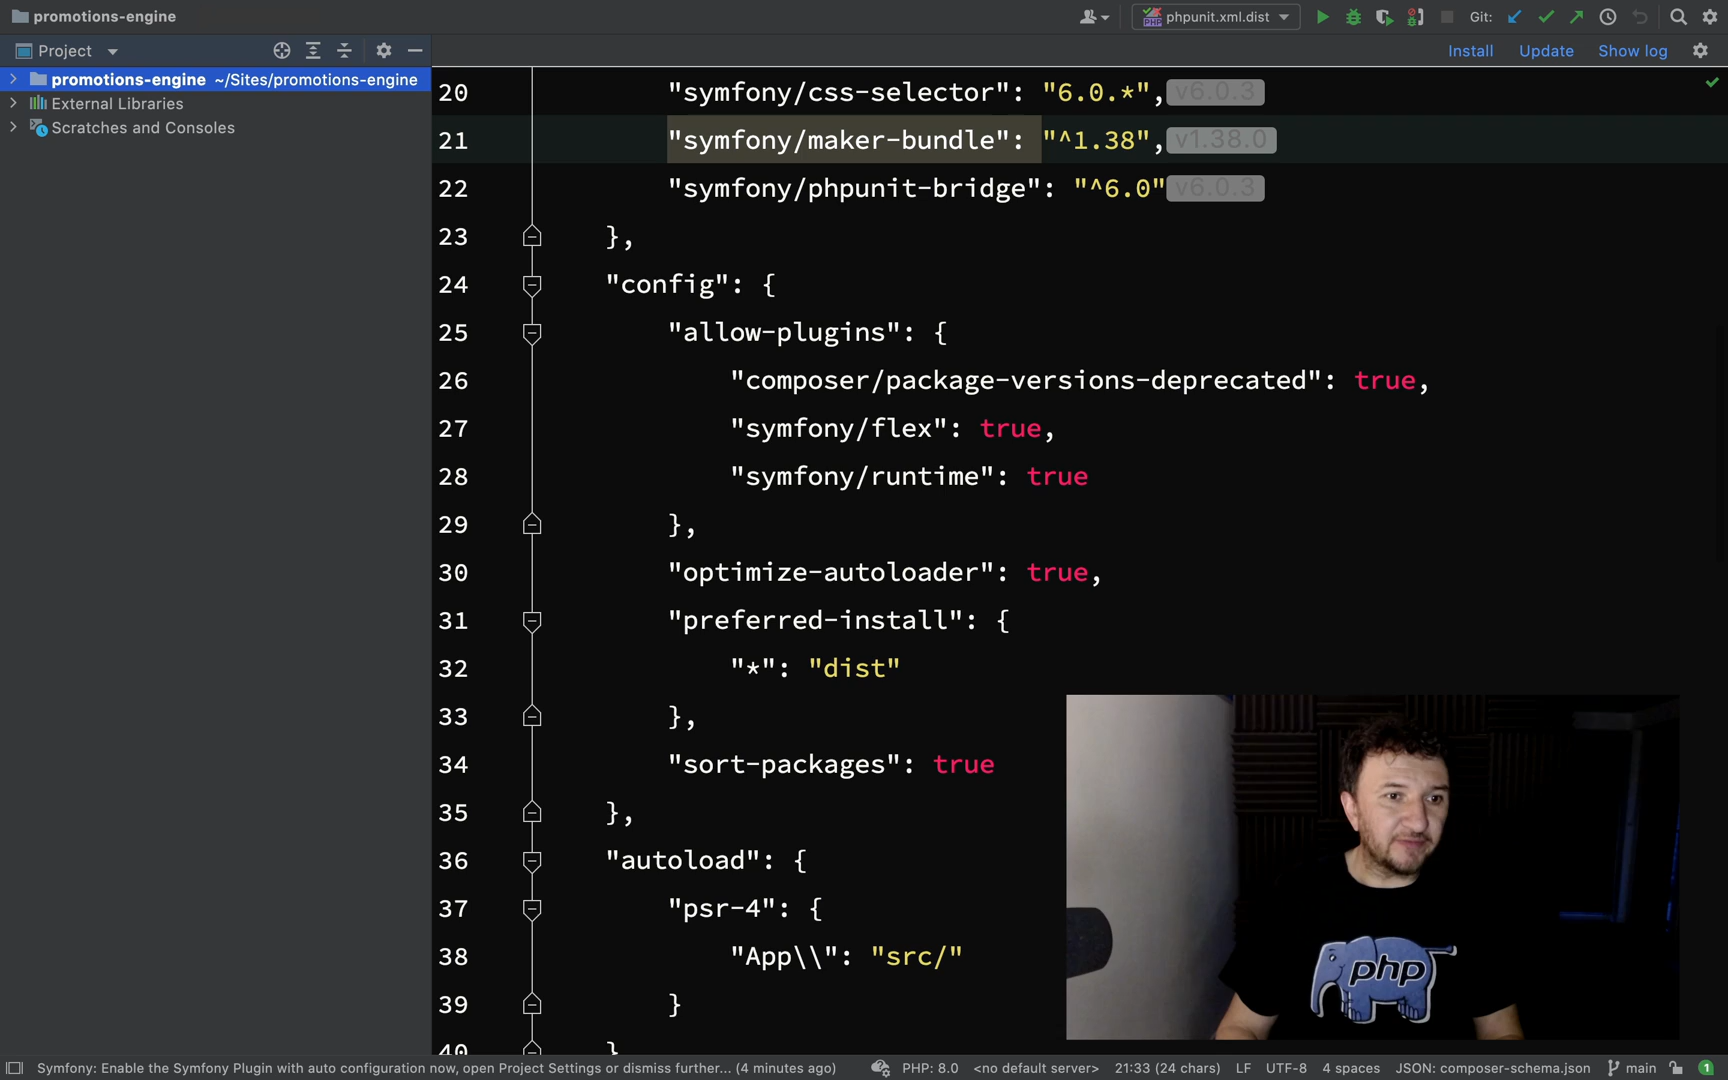 promotions-engine
phpunit.xml.dist
Git:
Project
Install Update Show log
promotions-engine ~/Sites/promotions-engine
External Libraries
Scratches and Consoles
20 "symfony/css-selector": "6.0.*", v6.0.3
21 "symfony/maker-bundle": "^1.38", v1.38.0
22 "symfony/phpunit-bridge": "^6.0" v6.0.3
23 },
24 "config": {
25 "allow-plugins": {
26 "composer/package-versions-deprecated": true,
27 "symfony/flex": true,
28 "symfony/runtime": true
29 },
30 "optimize-autoloader": true,
31 "preferred-install": {
32 "*": "dist"
33 },
34 "sort-packages": true
35 },
36 "autoload": {
37 "psr-4": {
38 "App\\": "src/"
39 }
40 }
php
Symfony: Enable the Symfony Plugin with auto configuration now, open Project Settings or dismiss further... (4 minutes ago) PHP: 8.0 <no default server> 21:33 (24 chars) LF UTF-8 4 spaces JSON: composer-schema.json main 1